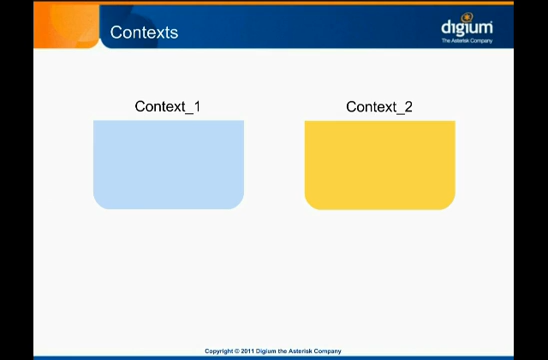 Contexts
digium
The Asterisk Company
Context_1
Context_2
Copyright © 2011 Digium the Asterisk Company